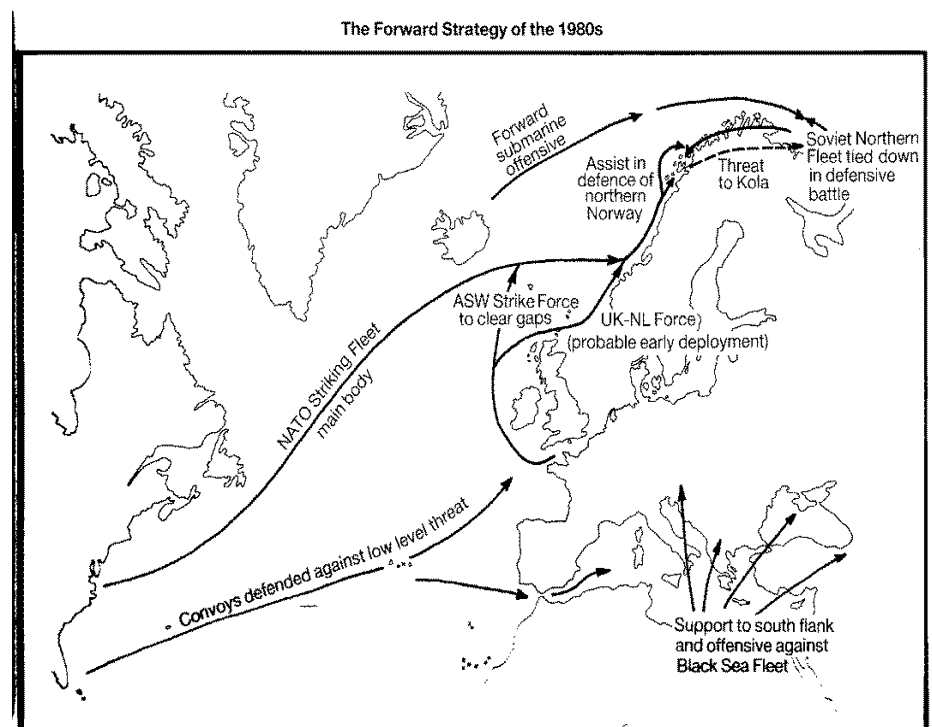 The Forward Strategy of the 1980s
Forward
submarine
offensive
Assist in
defence of
northern
Norway
Threat
to Kola
Soviet Northern
Fleet tied down
in defensive
battle
ASW Strike Force
to clear gaps
UK-NL Force)
(probable early deployment)
NATO Striking Fleet
main body
Convoys defended against low level threat
Support to south flank
and offensive against
Black Sea Fleet